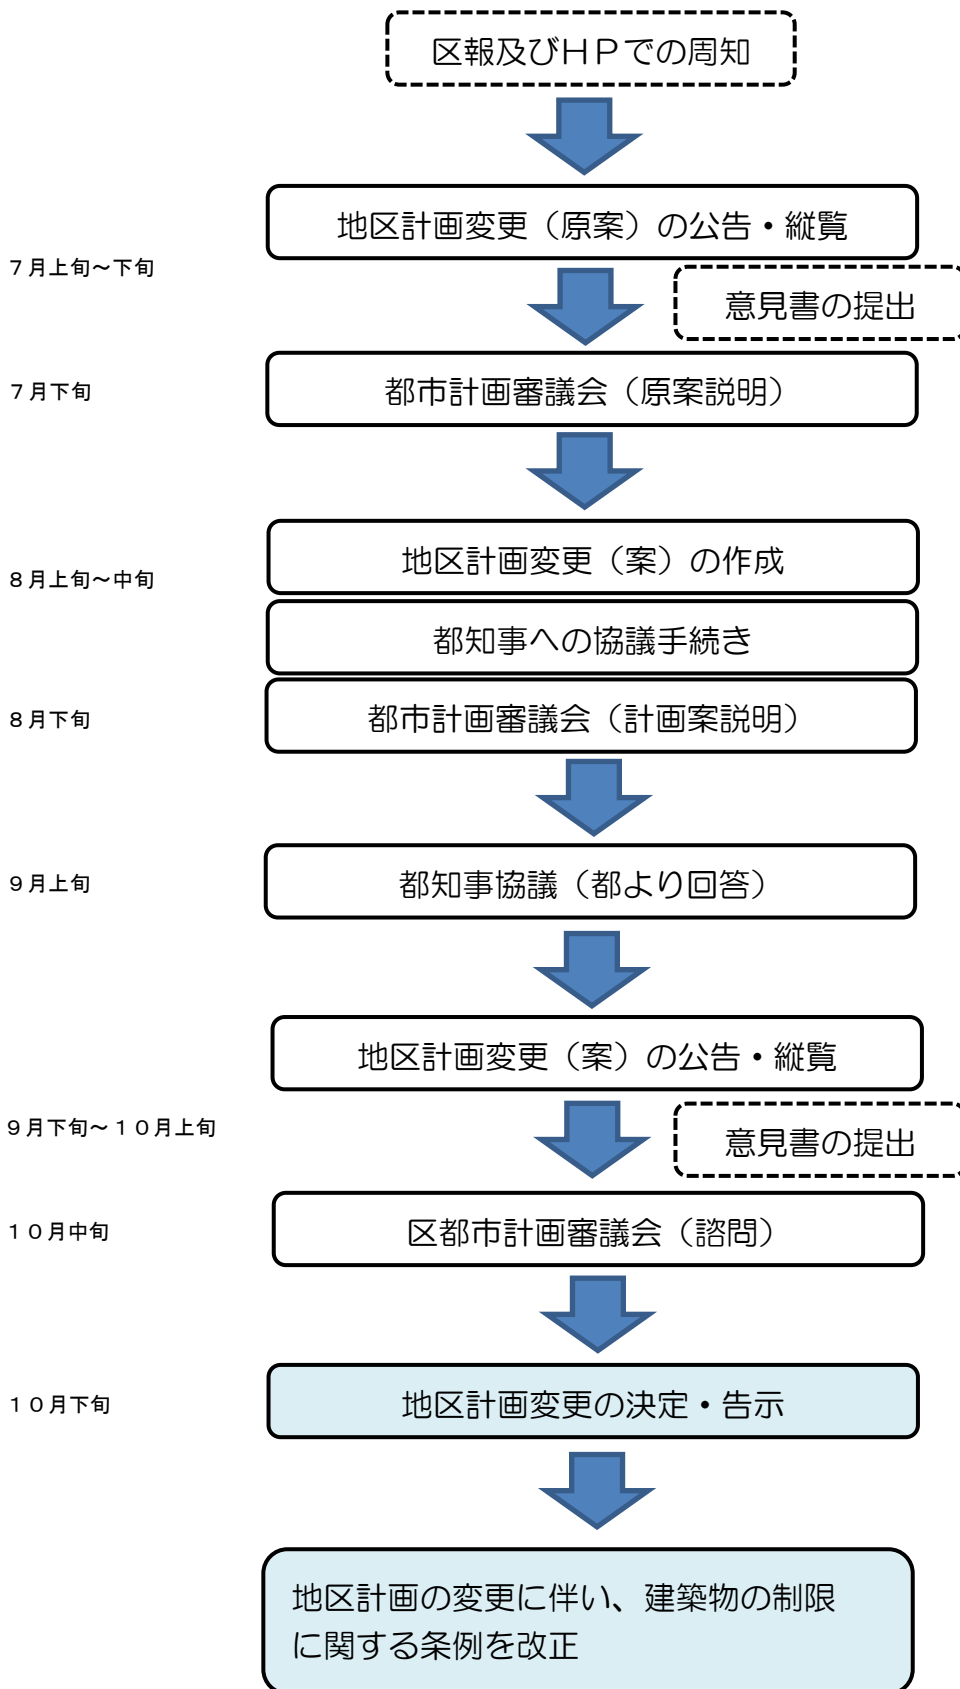 区報及びＨＰでの周知
地区計画変更（原案）の公告・縦覧
７月上旬～下旬
意見書の提出
７月下旬
都市計画審議会（原案説明）
地区計画変更（案）の作成
８月上旬～中旬
都知事への協議手続き
８月下旬
都市計画審議会（計画案説明）
９月上旬
都知事協議（都より回答）
地区計画変更（案）の公告・縦覧
９月下旬～１０月上旬
意見書の提出
１０月中旬
区都市計画審議会（諮問）
１０月下旬
地区計画変更の決定・告示
地区計画の変更に伴い、建築物の制限
に関する条例を改正